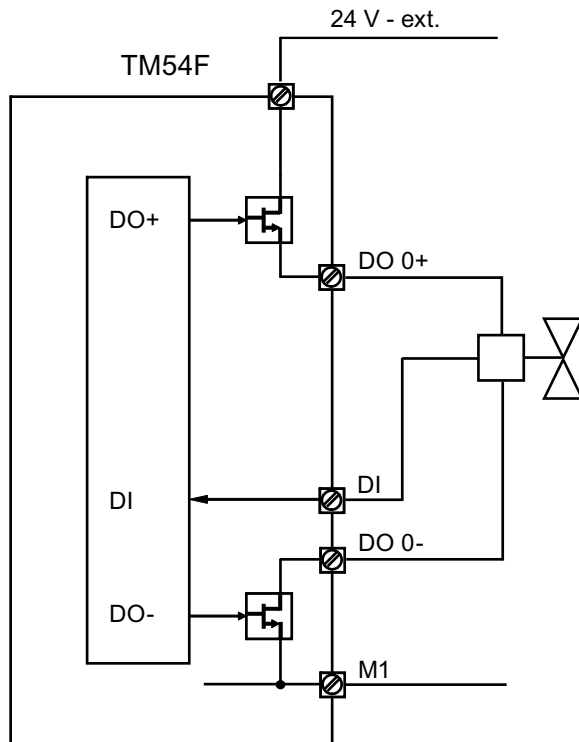 24 V - ext.
TM54F
DO+
DO 0+
DI
DI
DO 0-
DO-
M1